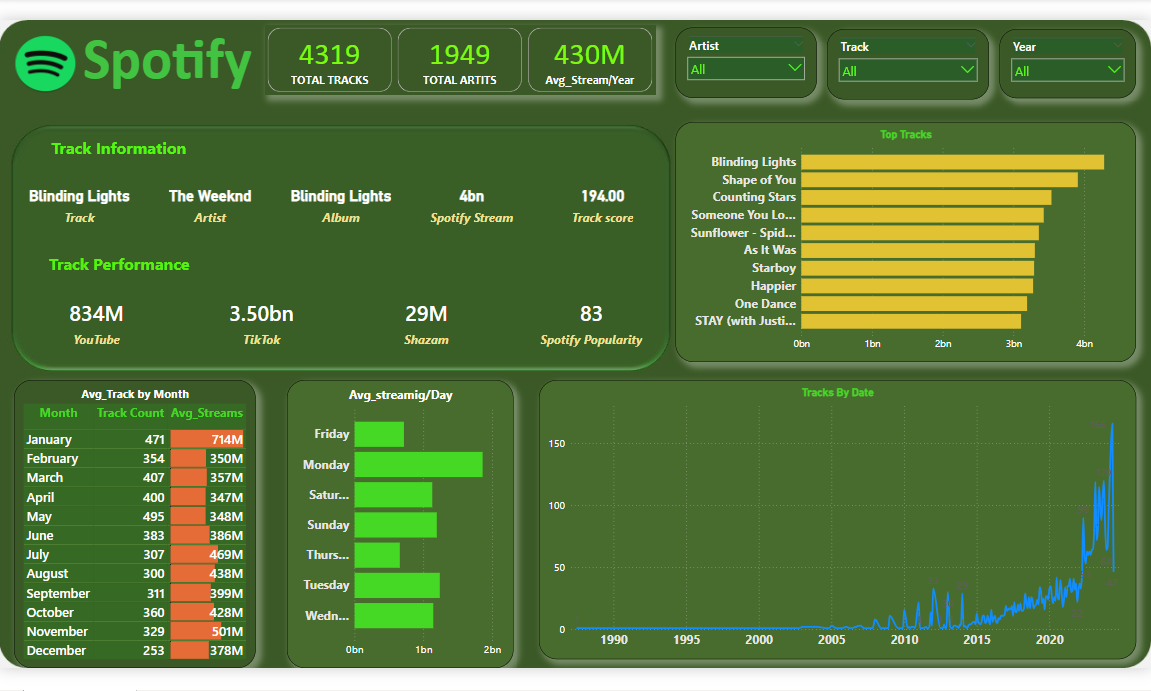 Spotify
4319
TOTAL TRACKS
1949
TOTAL ARTITS
430M
Avg_Stream/Year
Artist
All
Track
All
Year
All
Track Information
Blinding Lights The Weeknd Blinding Lights 4bn 194.00
Track Artist Album Spotify Stream Track score
Track Performance
834M 3.50bn 29M 83
YouTube TikTok Shazam Spotify Popularity
Top Tracks
Blinding Lights
Shape of You
Counting Stars
Someone You Lo...
Sunflower - Spid...
As It Was
Starboy
Happier
One Dance
STAY (with Justi...
0bn 1bn 2bn 3bn 4bn
Avg_Track by Month
Month Track Count Avg_Streams
January 471 714M
February 354 350M
March 407 357M
April 400 347M
May 495 348M
June 383 386M
July 307 469M
August 300 438M
September 311 399M
October 360 428M
November 329 501M
December 253 378M
Avg_streamig/Day
Friday
Monday
Satur...
Sunday
Thurs...
Tuesday
Wedn...
0bn 1bn 2bn
Tracks By Date
150
100
50
0
1990 1995 2000 2005 2010 2015 2020